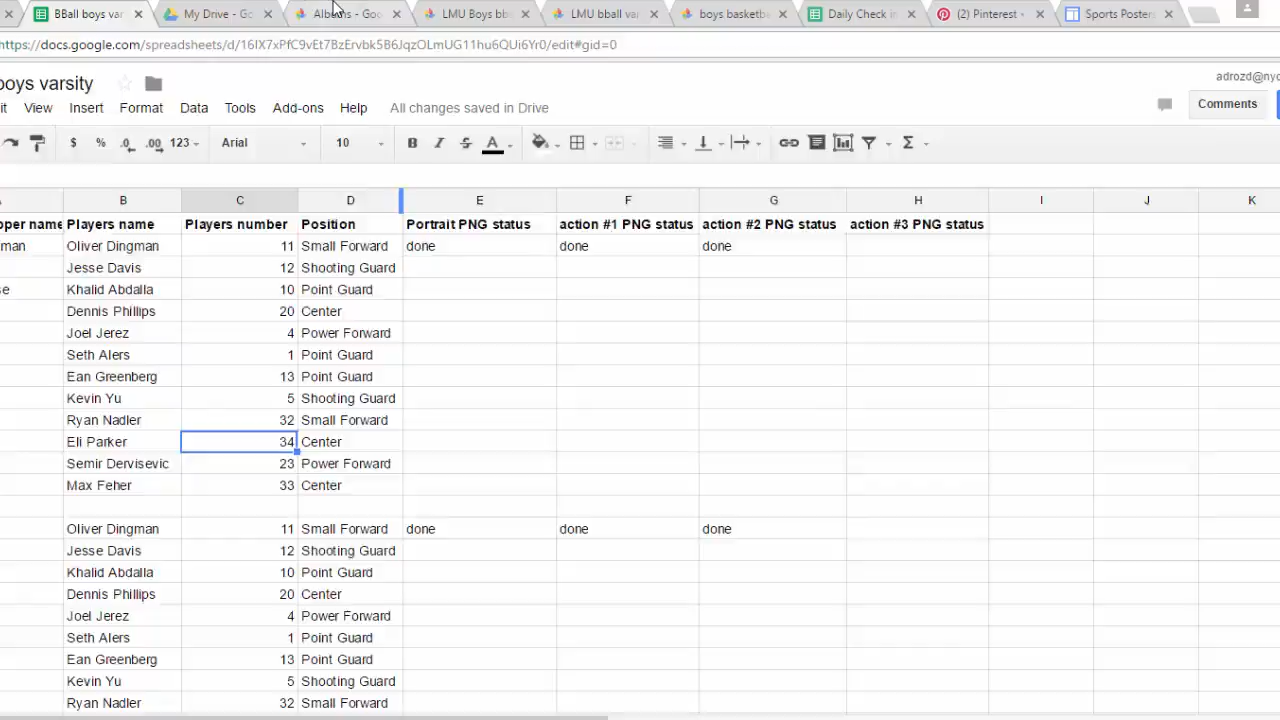 BBall boys va
My Drive - Go
Albums - Goo
LMU Boys bb
LMU bball va
boys basketb
Daily Check in
(2) Pinterest
Sports Poster
https://docs.google.com/spreadsheets/d/16IX7xPfC9vEt7BzErvbk5B6JqzOLmUG11hu6QUi6Yr0/edit#gid=0
boys varsity
adrozd@nyc
it View Insert Format Data Tools Add-ons Help All changes saved in Drive
Comments
$ % .0 .00 123 Arial 10 B I S A Σ
B C D E F G H I J K
pper name Players name Players number Position Portrait PNG status action #1 PNG status action #2 PNG status action #3 PNG status
man Oliver Dingman 11 Small Forward done done done
Jesse Davis 12 Shooting Guard
se Khalid Abdalla 10 Point Guard
Dennis Phillips 20 Center
Joel Jerez 4 Power Forward
Seth Alers 1 Point Guard
Ean Greenberg 13 Point Guard
Kevin Yu 5 Shooting Guard
Ryan Nadler 32 Small Forward
Eli Parker 34 Center
Semir Dervisevic 23 Power Forward
Max Feher 33 Center
Oliver Dingman 11 Small Forward done done done
Jesse Davis 12 Shooting Guard
Khalid Abdalla 10 Point Guard
Dennis Phillips 20 Center
Joel Jerez 4 Power Forward
Seth Alers 1 Point Guard
Ean Greenberg 13 Point Guard
Kevin Yu 5 Shooting Guard
Ryan Nadler 32 Small Forward